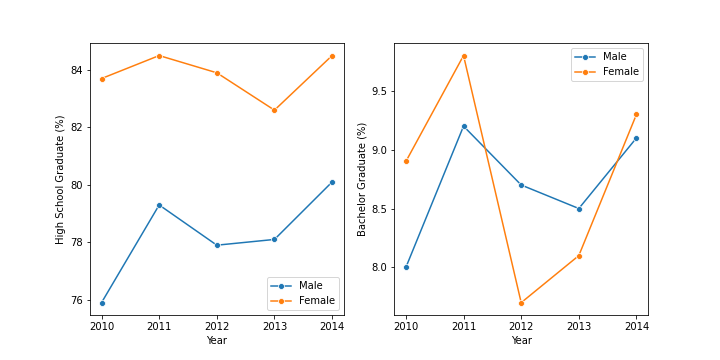 High School Graduate (%)
84
82
80
78
76
2010 2011 2012 2013 2014
Year
Male
Female
Bachelor Graduate (%)
9.5
9.0
8.5
8.0
2010 2011 2012 2013 2014
Year
Male
Female